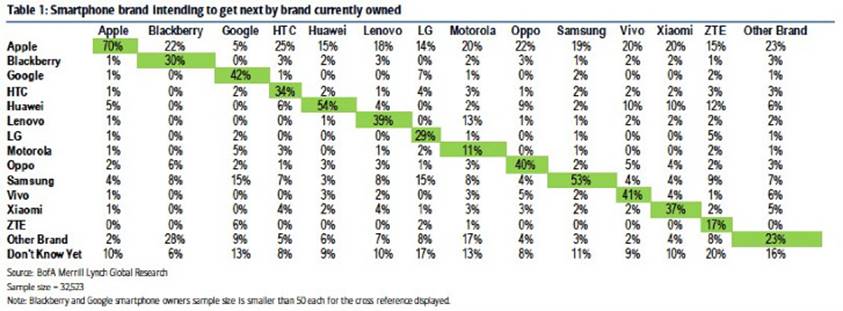 Table 1: Smartphone brand intending to get next by brand currently owned
Apple Blackberry Google HTC Huawei Lenovo LG Motorola Oppo Samsung Vivo Xiaomi ZTE Other Brand
Apple 70% 22% 5% 25% 15% 18% 14% 20% 22% 19% 20% 20% 15% 23%
Blackberry 1% 30% 0% 3% 2% 3% 0% 2% 3% 1% 2% 2% 1% 3%
Google 1% 0% 42% 1% 0% 0% 7% 1% 0% 2% 0% 0% 2% 1%
HTC 1% 0% 2% 34% 2% 1% 4% 3% 1% 2% 2% 3% 3% 2%
Huawei 5% 0% 0% 6% 54% 4% 0% 2% 9% 2% 10% 10% 12% 6%
Lenovo 1% 0% 0% 0% 1% 39% 0% 13% 0% 1% 2% 2% 2% 2%
LG 1% 0% 2% 0% 0% 0% 29% 1% 0% 1% 0% 0% 5% 1%
Motorola 1% 0% 5% 3% 0% 1% 2% 11% 0% 1% 0% 2% 2% 2%
Oppo 2% 6% 2% 1% 3% 3% 1% 3% 40% 2% 5% 4% 2% 3%
Samsung 4% 8% 15% 7% 3% 8% 15% 8% 4% 53% 4% 4% 9% 7%
Vivo 1% 0% 0% 0% 3% 2% 0% 3% 5% 2% 41% 4% 1% 6%
Xiaomi 1% 0% 0% 4% 2% 4% 1% 3% 3% 2% 2% 37% 2% 5%
ZTE 0% 0% 6% 0% 0% 0% 2% 1% 0% 0% 0% 0% 17% 0%
Other Brand 2% 28% 9% 5% 6% 7% 8% 17% 4% 3% 2% 4% 8% 23%
Don't Know Yet 10% 6% 13% 8% 9% 10% 17% 13% 8% 11% 9% 10% 20% 16%
Source: BofA Merrill Lynch Global Research
Sample size = 32,523
Note: Blackberry and Google smartphone owners sample size is smaller than 50 each for the cross reference displayed.